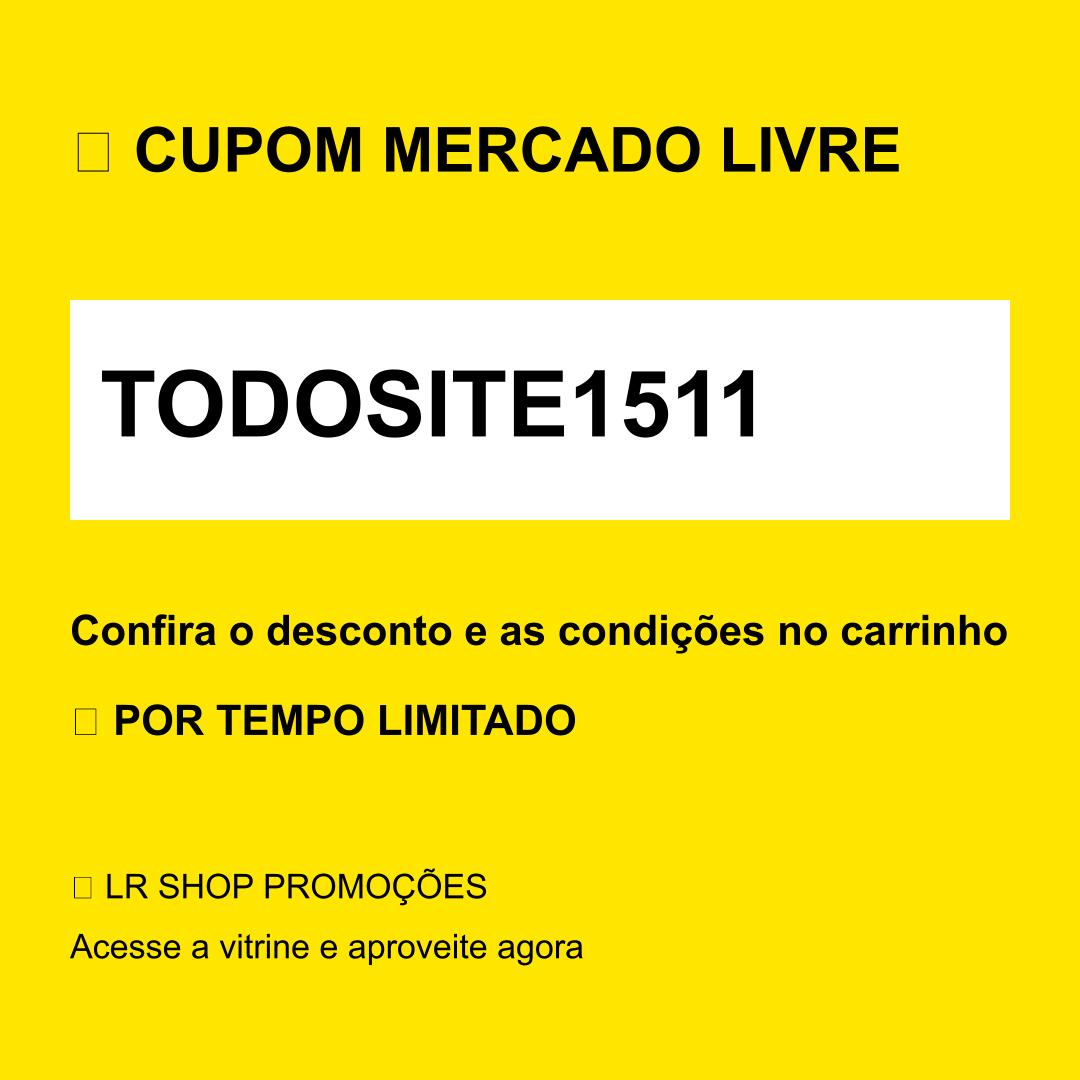 CUPOM MERCADO LIVRE
TODOSITE1511
Confira o desconto e as condições no carrinho
POR TEMPO LIMITADO
LR SHOP PROMOÇÕES
Acesse a vitrine e aproveite agora